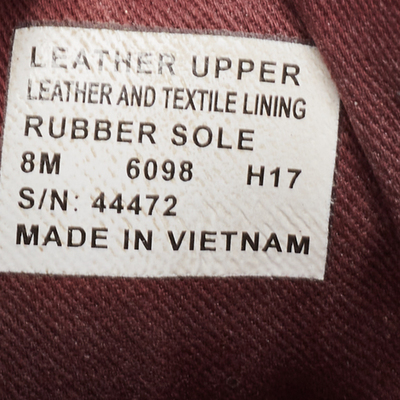 LEATHER UPPER
LEATHER AND TEXTILE LINING
RUBBER SOLE
8M 6098 H17
S/N: 44472
MADE IN VIETNAM